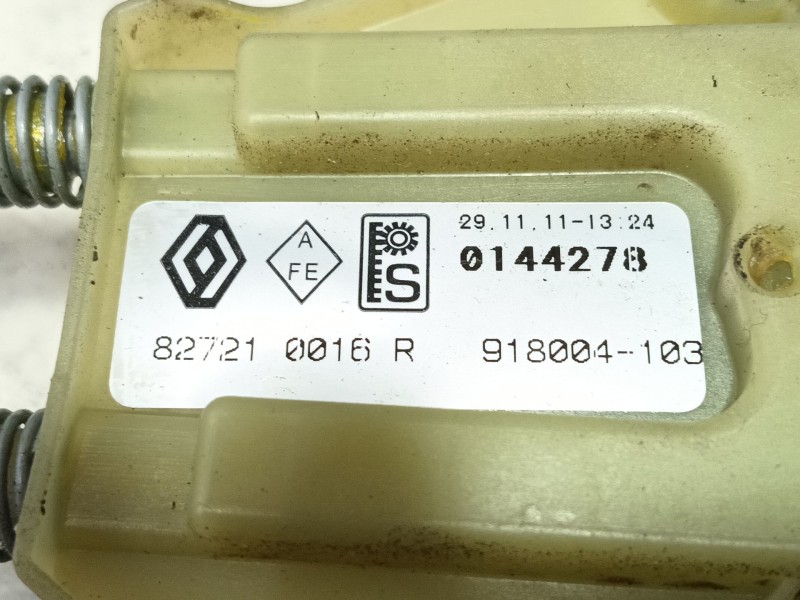 A
FE
S
29.11.11-13:24
0144278
82721 0016 R 918004-103